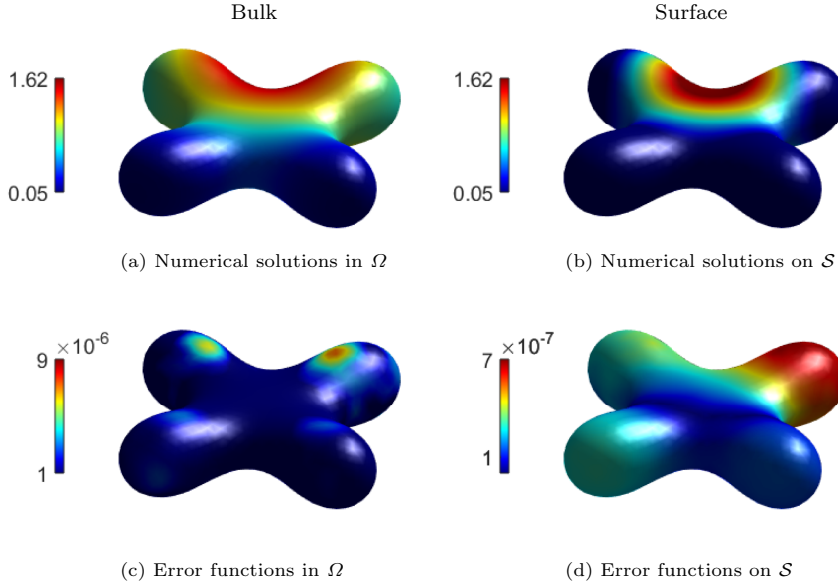 Bulk
Surface
1.62
0.05
1.62
0.05
(a) Numerical solutions in Ω
(b) Numerical solutions on 𝒮
×10⁻⁶
9
1
×10⁻⁷
7
1
(c) Error functions in Ω
(d) Error functions on 𝒮